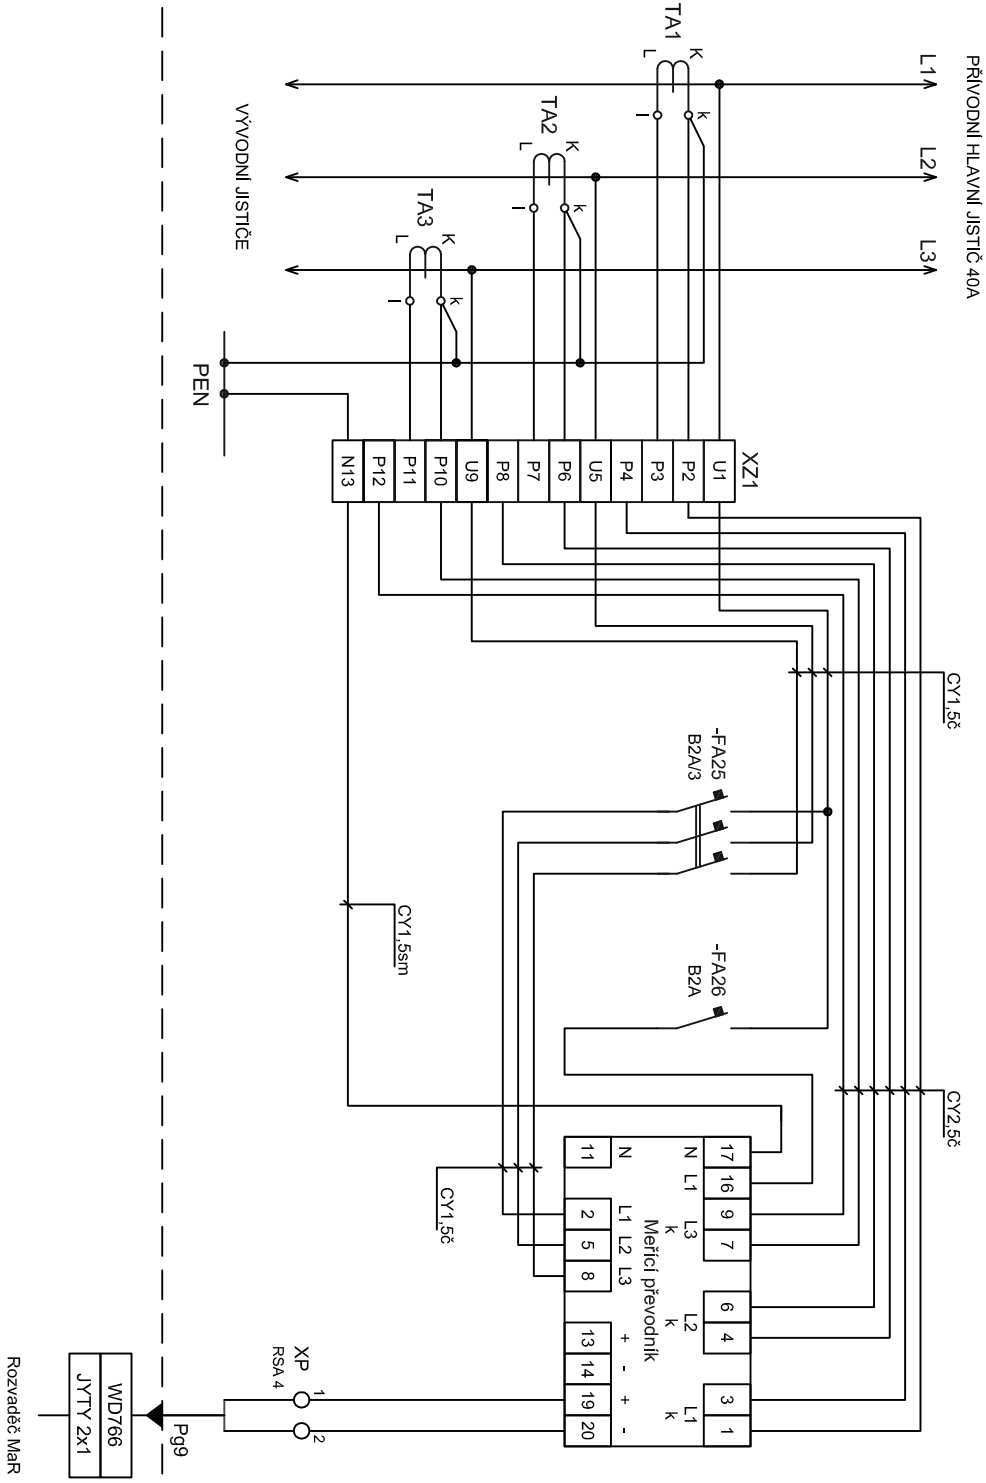 PŘÍVODNÍ HLAVNÍ JISTIČ 40A
L1
L2
L3
TA1
K
L
k
l
TA2
K
L
k
l
TA3
K
L
k
l
VÝVODNÍ JISTIČE
PEN
XZ1
U1
P2
P3
P4
U5
P6
P7
P8
U9
P10
P11
P12
N13
CY1,5č
-FA25
B2A/3
CY1,5sm
-FA26
B2A
CY2,5č
CY1,5č
17
16
9
7
6
4
3
1
N
L1
L3
k
L2
k
L1
k
Meřící převodník
N
L1
L2
L3
+
-
+
-
11
2
5
8
13
14
19
20
XP
RSA 4
1
2
Pg9
WD766
JYTY 2x1
Rozvaděč MaR